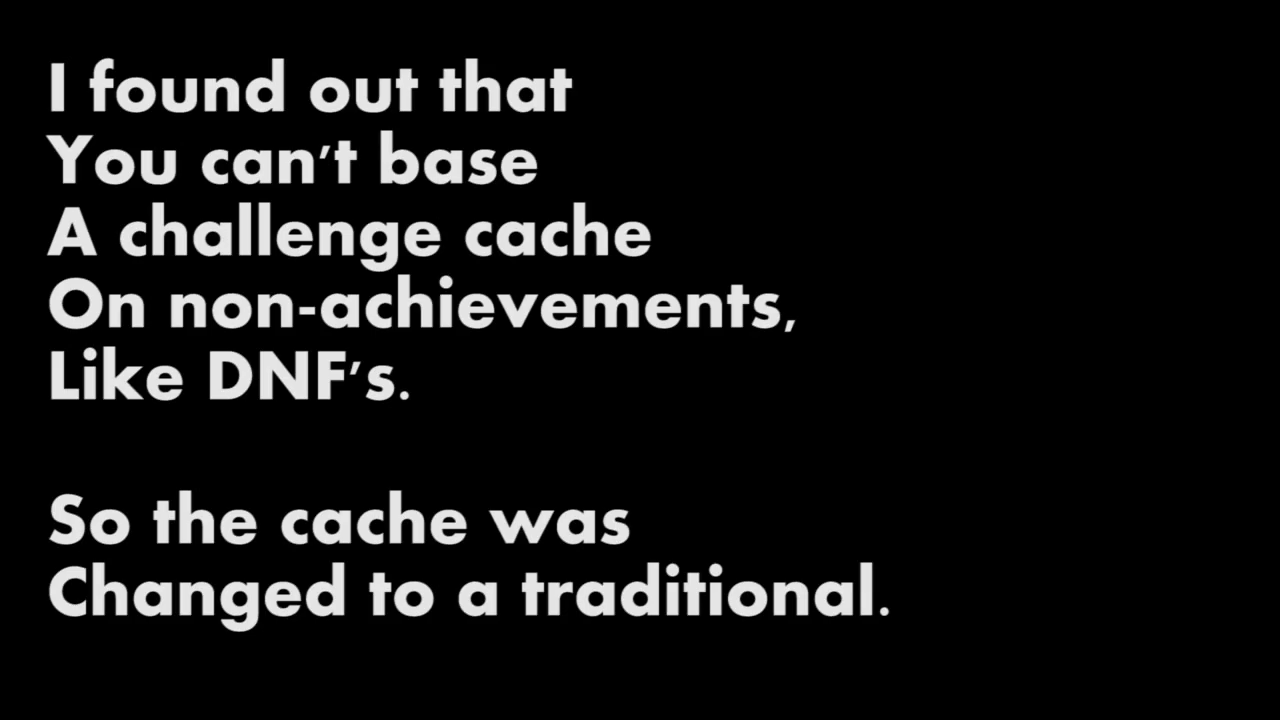 I found out that
You can't base
A challenge cache
On non-achievements,
Like DNF's.
So the cache was
Changed to a traditional.